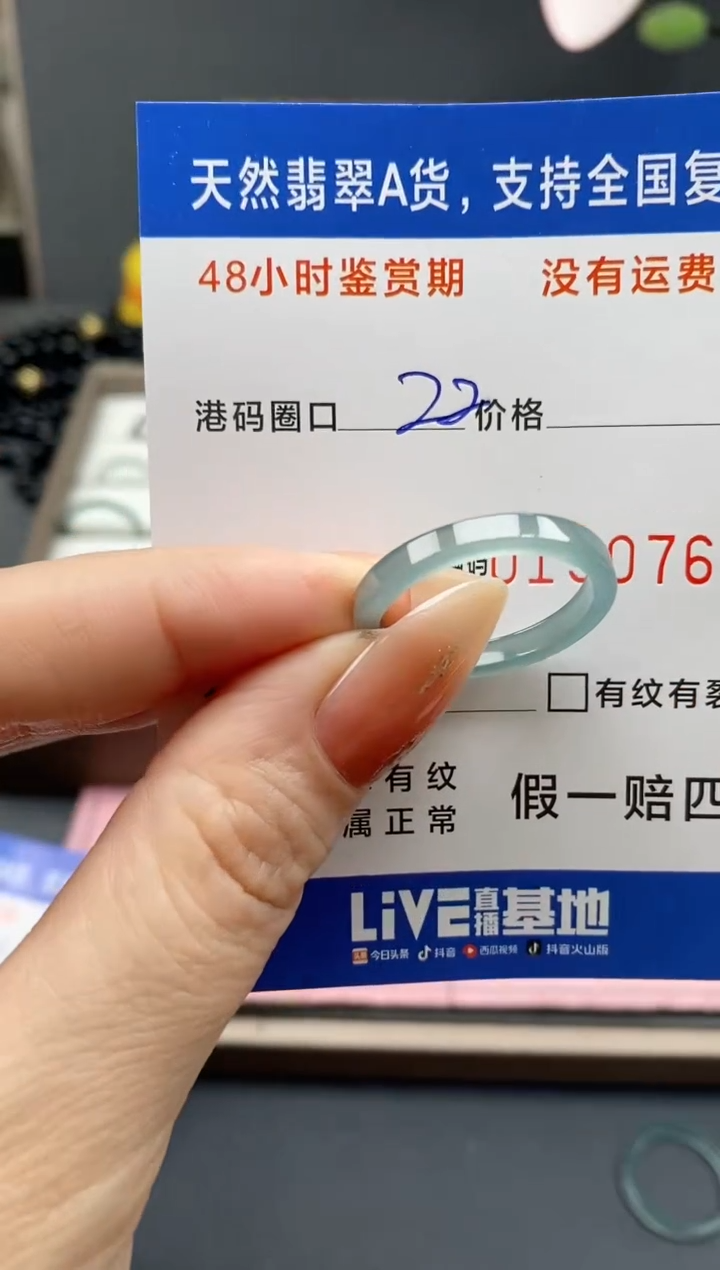 天然翡翠A货，支持全国复
48小时鉴赏期 没有运费
港码圈口 22 价格
码 01 076
□有纹有裂
有纹
假一赔四
属正常
LiVE直播基地
今日头条 抖音 西瓜视频 抖音火山版